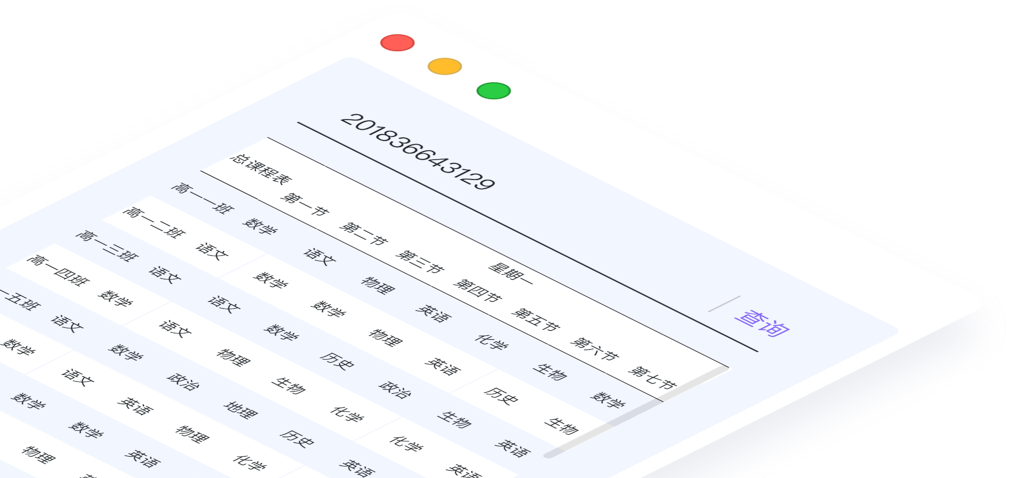 201836643129
查询
总课程表 星期一
第一节 第二节 第三节 第四节 第五节 第六节 第七节
高一一班 数学 语文 物理 英语 化学 生物 数学
高一二班 语文 数学 数学 物理 英语 历史 生物
高一三班 语文 语文 数学 历史 政治 生物 英语
高一四班 数学 语文 物理 生物 化学 化学 英语
一五班 语文 数学 政治 地理 历史 英语
数学 语文 英语 物理 化学
数学 数学 英语
物理